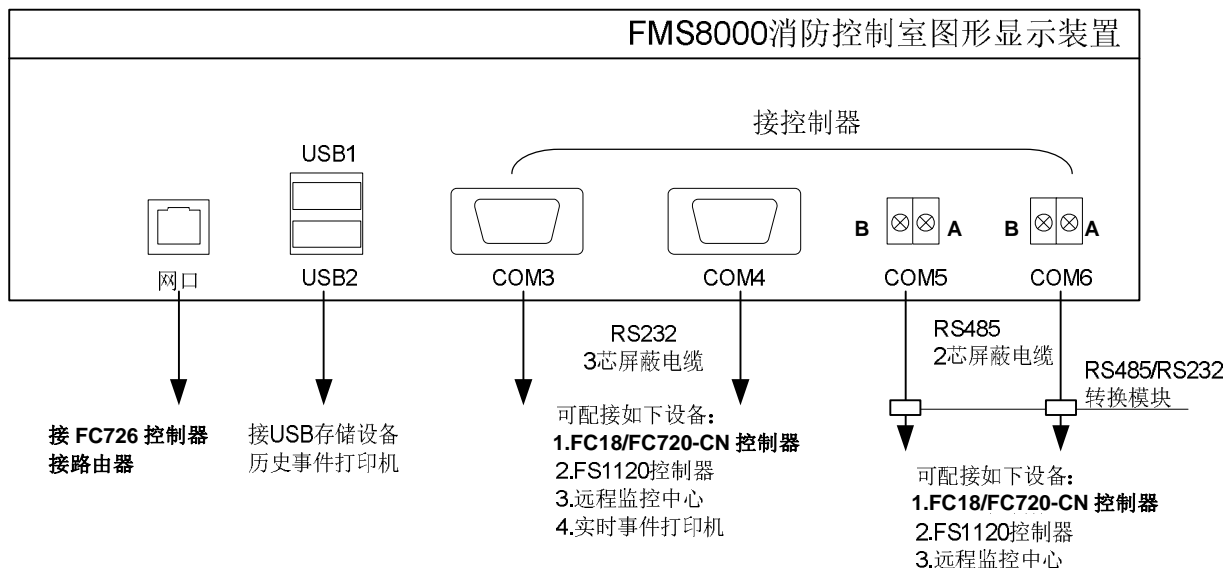 FMS8000消防控制室图形显示装置
接控制器
USB1
B
A
B
A
网口
USB2
COM3
COM4
COM5
COM6
RS232
3芯屏蔽电缆
RS485
2芯屏蔽电缆
RS485/RS232
转换模块
接 FC726 控制器
接路由器
接USB存储设备
历史事件打印机
可配接如下设备：
1.FC18/FC720-CN 控制器
2.FS1120控制器
3.远程监控中心
4.实时事件打印机
可配接如下设备：
1.FC18/FC720-CN 控制器
2.FS1120控制器
3.远程监控中心